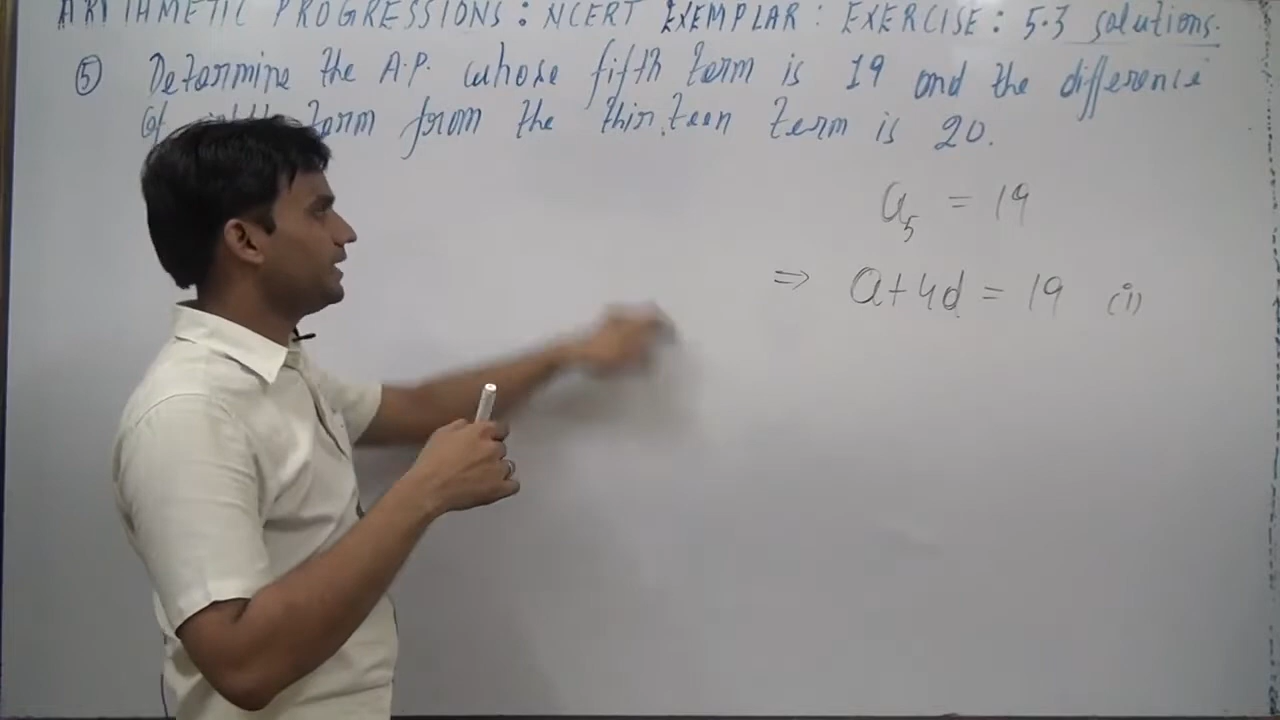 ARITHMETIC PROGRESSIONS: NCERT EXEMPLAR: EXERCISE: 5.3 solutions.
⑤ Determine the A.P. whose fifth term is 19 and the difference
of term from the thirteen term is 20.
a₅ = 19
⇒ a+4d = 19 (i)